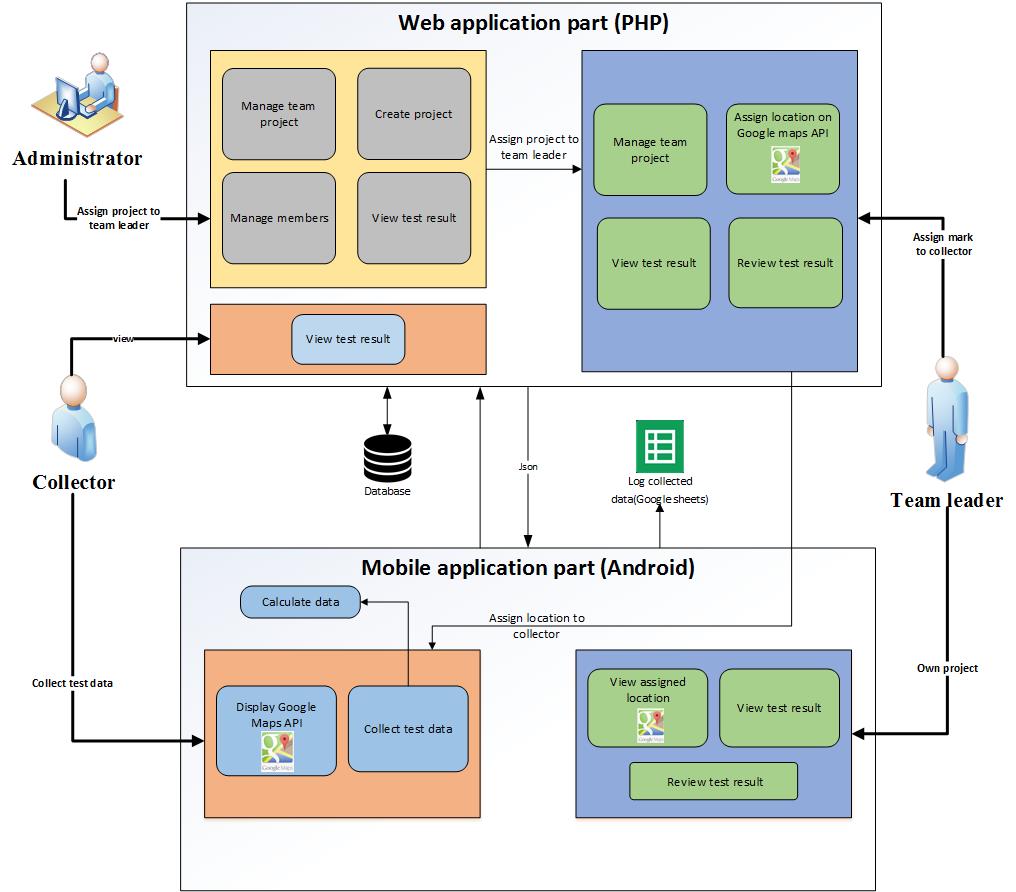 Web application part (PHP)
Manage team
project
Create project
Manage members
View test result
Assign project to
team leader
Manage team
project
Assign location on
Google maps API
Google Maps
View test result
Review test result
Administrator
Assign project to
team leader
Assign mark
to collector
view
View test result
Collector
Database
Json
Log collected
data(Google sheets)
Team leader
Mobile application part (Android)
Calculate data
Assign location to
collector
Collect test data
Display Google
Maps API
Google Maps
Collect test data
View assigned
location
Google Maps
View test result
Review test result
Own project